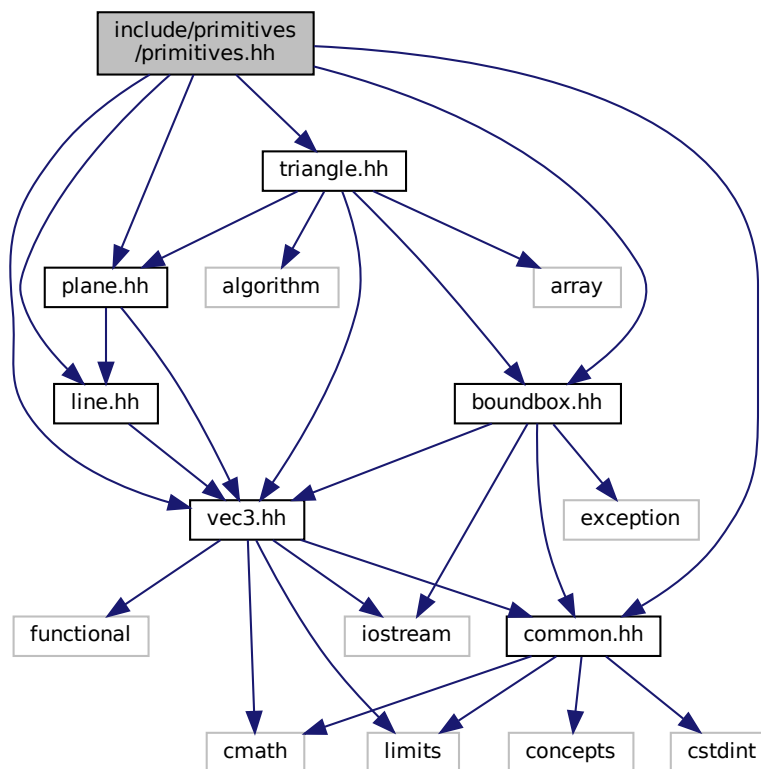 include/primitives
/primitives.hh
triangle.hh
plane.hh
algorithm
array
line.hh
boundbox.hh
vec3.hh
exception
functional
iostream
common.hh
cmath
limits
concepts
cstdint